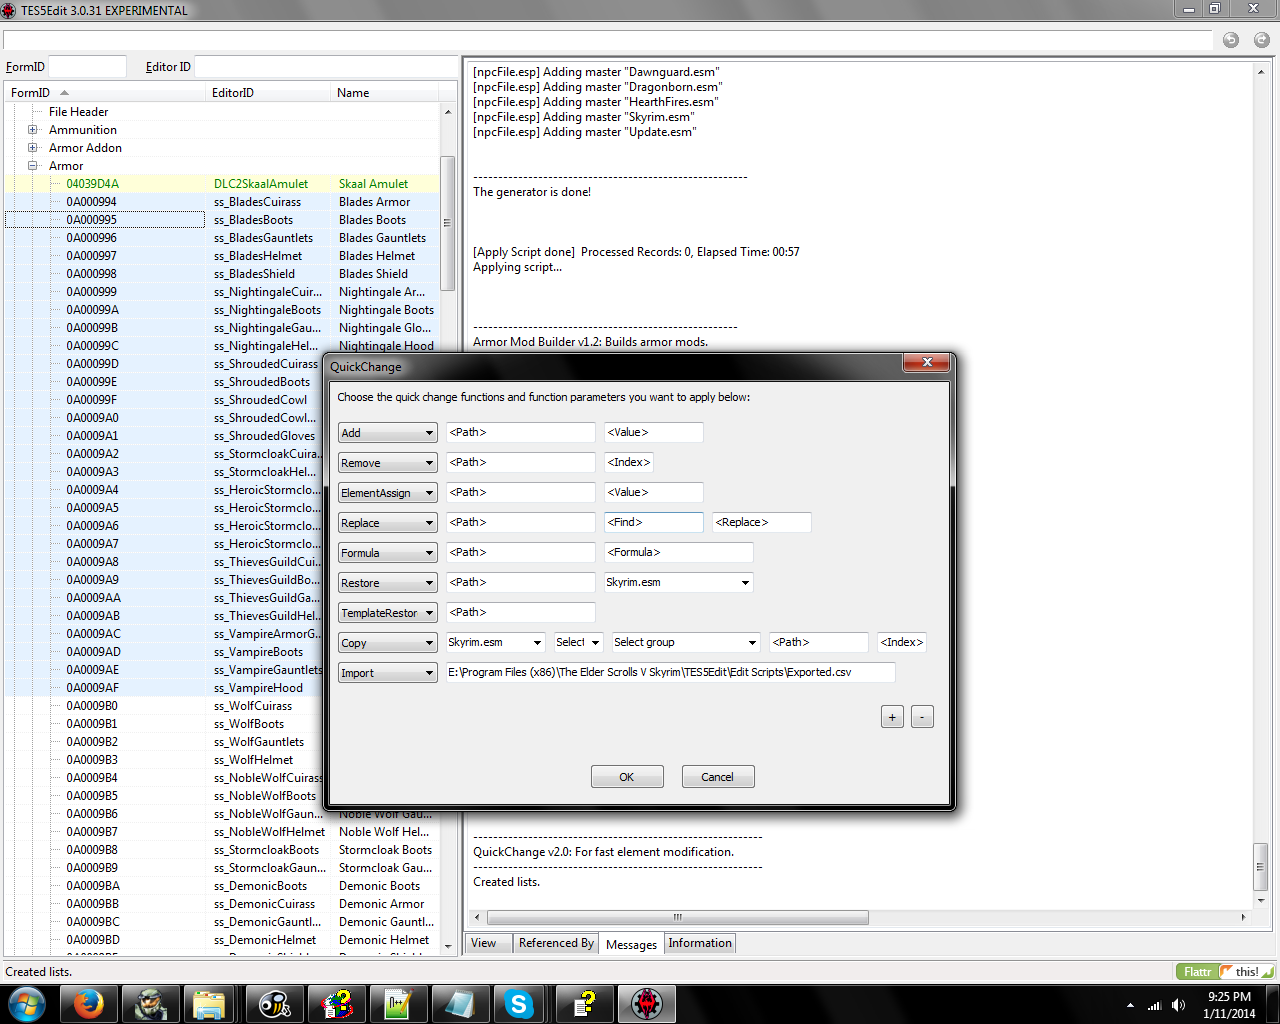 TES5Edit 3.0.31 EXPERIMENTAL
FormID
Editor ID
FormID EditorID Name
File Header
Ammunition
Armor Addon
Armor
04039D4A DLC2SkaalAmulet Skaal Amulet
0A000994 ss_BladesCuirass Blades Armor
0A000995 ss_BladesBoots Blades Boots
0A000996 ss_BladesGauntlets Blades Gauntlets
0A000997 ss_BladesHelmet Blades Helmet
0A000998 ss_BladesShield Blades Shield
0A000999 ss_NightingaleCuir... Nightingale Ar...
0A00099A ss_NightingaleBoots Nightingale Boots
0A00099B ss_NightingaleGau... Nightingale Glo...
0A00099C ss_NightingaleHel... Nightingale Hood
0A00099D ss_ShroudedCuirass
0A00099E ss_ShroudedBoots
0A00099F ss_ShroudedCowl
0A0009A0 ss_ShroudedCowl...
0A0009A1 ss_ShroudedGloves
0A0009A2 ss_StormcloakCuira...
0A0009A3 ss_StormcloakHel...
0A0009A4 ss_HeroicStormclo...
0A0009A5 ss_HeroicStormclo...
0A0009A6 ss_HeroicStormclo...
0A0009A7 ss_HeroicStormclo...
0A0009A8 ss_ThievesGuildCui...
0A0009A9 ss_ThievesGuildBo...
0A0009AA ss_ThievesGuildGa...
0A0009AB ss_ThievesGuildHel...
0A0009AC ss_VampireArmorG...
0A0009AD ss_VampireBoots
0A0009AE ss_VampireGauntlets
0A0009AF ss_VampireHood
0A0009B0 ss_WolfCuirass
0A0009B1 ss_WolfBoots
0A0009B2 ss_WolfGauntlets
0A0009B3 ss_WolfHelmet
0A0009B4 ss_NobleWolfCuirass
0A0009B5 ss_NobleWolfBoots
0A0009B6 ss_NobleWolfGaun... Noble Wolf Gau...
0A0009B7 ss_NobleWolfHelmet Noble Wolf Hel...
0A0009B8 ss_StormcloakBoots Stormcloak Boots
0A0009B9 ss_StormcloakGaun... Stormcloak Gau...
0A0009BA ss_DemonicBoots Demonic Boots
0A0009BB ss_DemonicCuirass Demonic Armor
0A0009BC ss_DemonicGauntl... Demonic Gauntl...
0A0009BD ss_DemonicHelmet Demonic Helmet
[npcFile.esp] Adding master "Dawnguard.esm"
[npcFile.esp] Adding master "Dragonborn.esm"
[npcFile.esp] Adding master "HearthFires.esm"
[npcFile.esp] Adding master "Skyrim.esm"
[npcFile.esp] Adding master "Update.esm"
-------------------------------------------------------
The generator is done!
[Apply Script done] Processed Records: 0, Elapsed Time: 00:57
Applying script...
-----------------------------------------------------
Armor Mod Builder v1.2: Builds armor mods.
QuickChange
Choose the quick change functions and function parameters you want to apply below:
Add <Path> <Value>
Remove <Path> <Index>
ElementAssign <Path> <Value>
Replace <Path> <Find> <Replace>
Formula <Path> <Formula>
Restore <Path> Skyrim.esm
TemplateRestor <Path>
Copy Skyrim.esm Select Select group <Path> <Index>
Import E:\Program Files (x86)\The Elder Scrolls V Skyrim\TES5Edit\Edit Scripts\Exported.csv
+ -
OK Cancel
----------------------------------------------------------
QuickChange v2.0: For fast element modification.
----------------------------------------------------------
Created lists.
View Referenced By Messages Information
Created lists.
Flattr this!
9:25 PM
1/11/2014